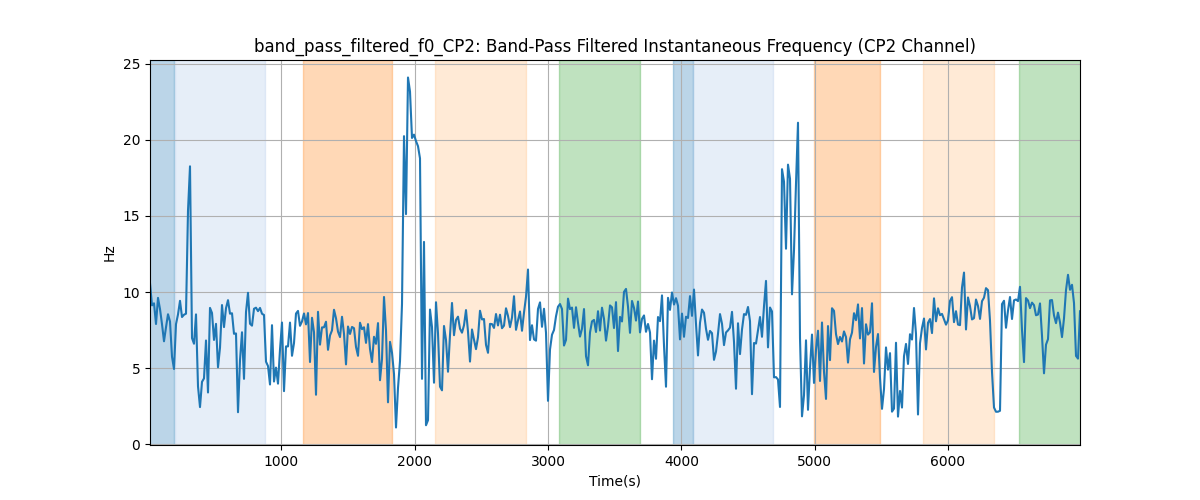 band_pass_filtered_f0_CP2: Band-Pass Filtered Instantaneous Frequency (CP2 Channel)
25
20
15
10
5
0
Hz
1000 2000 3000 4000 5000 6000
Time(s)